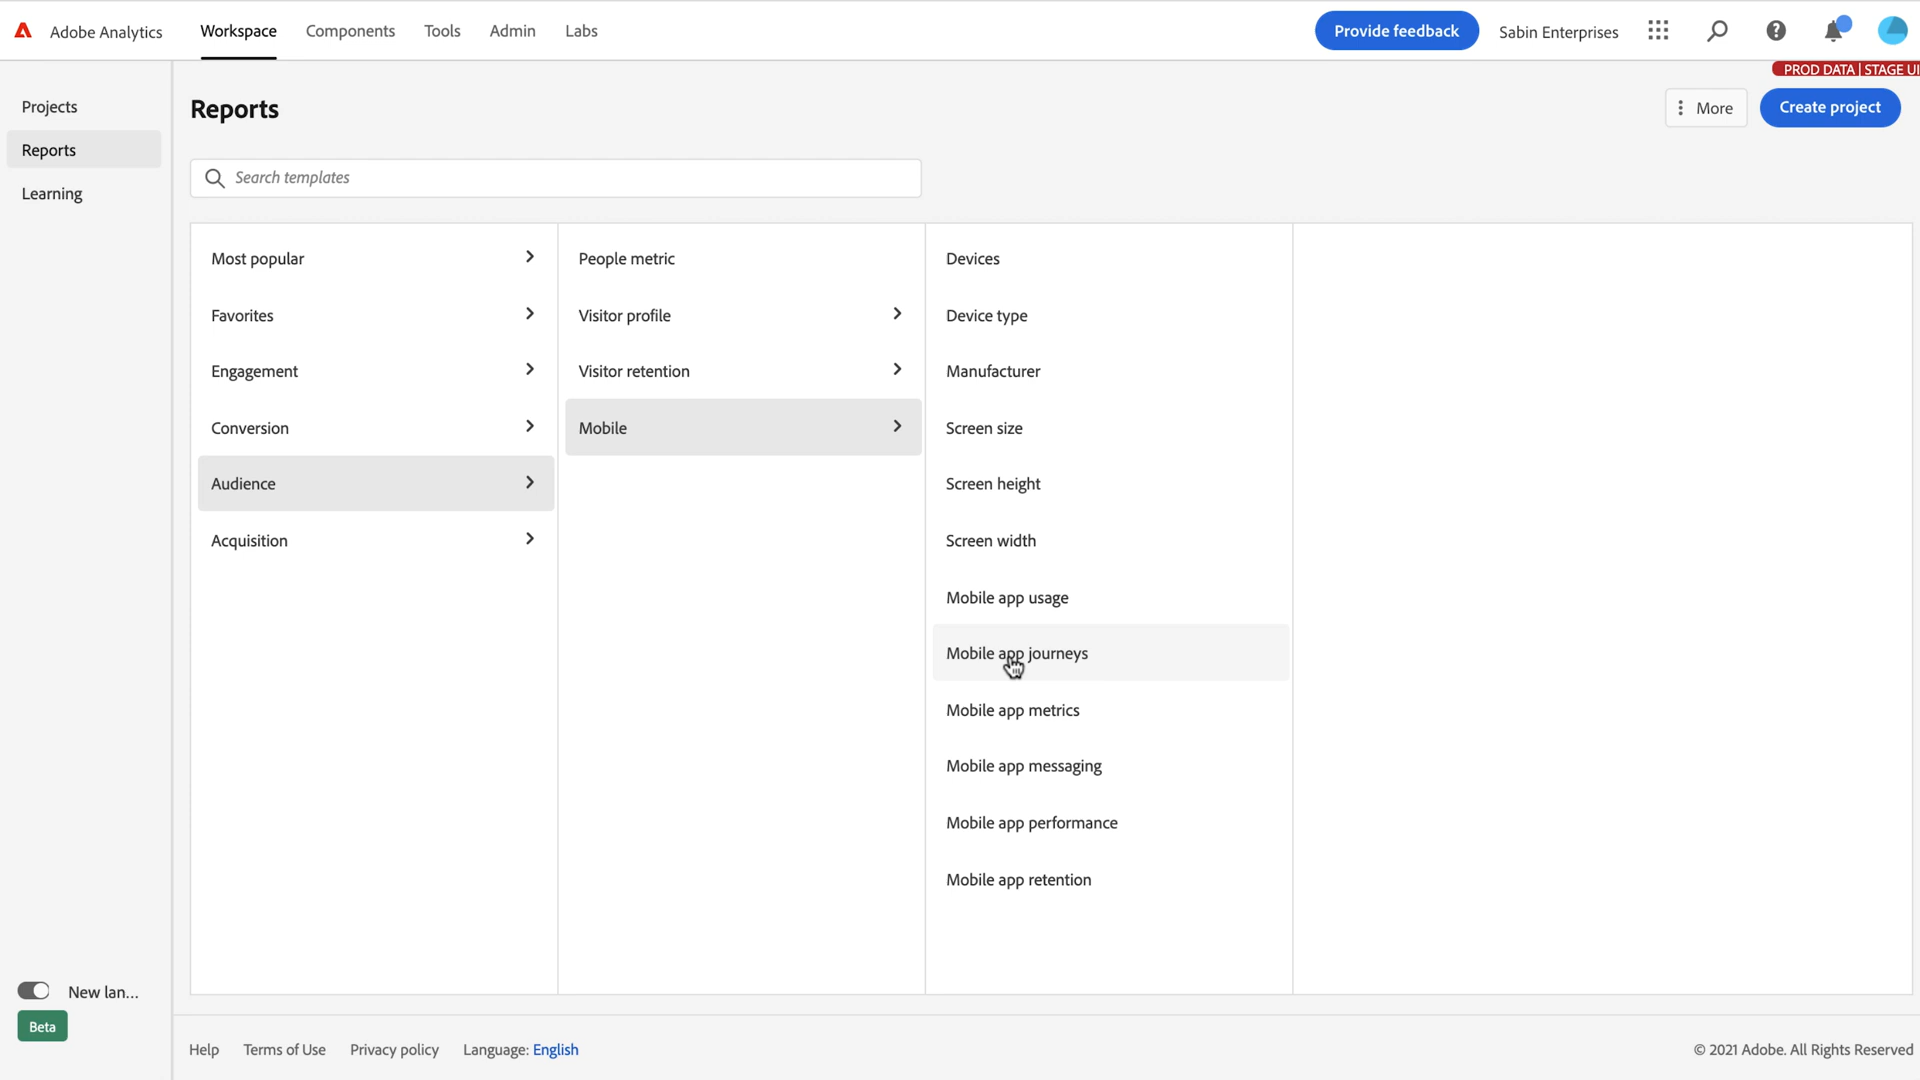 Adobe Analytics
Workspace
Components
Tools
Admin
Labs
Provide feedback
Sabin Enterprises
PROD DATA | STAGE UI
Projects
Reports
Learning
Reports
More
Create project
Search templates
Most popular
Favorites
Engagement
Conversion
Audience
Acquisition
People metric
Visitor profile
Visitor retention
Mobile
Devices
Device type
Manufacturer
Screen size
Screen height
Screen width
Mobile app usage
Mobile app journeys
Mobile app metrics
Mobile app messaging
Mobile app performance
Mobile app retention
New lan...
Beta
Help
Terms of Use
Privacy policy
Language: English
© 2021 Adobe. All Rights Reserved